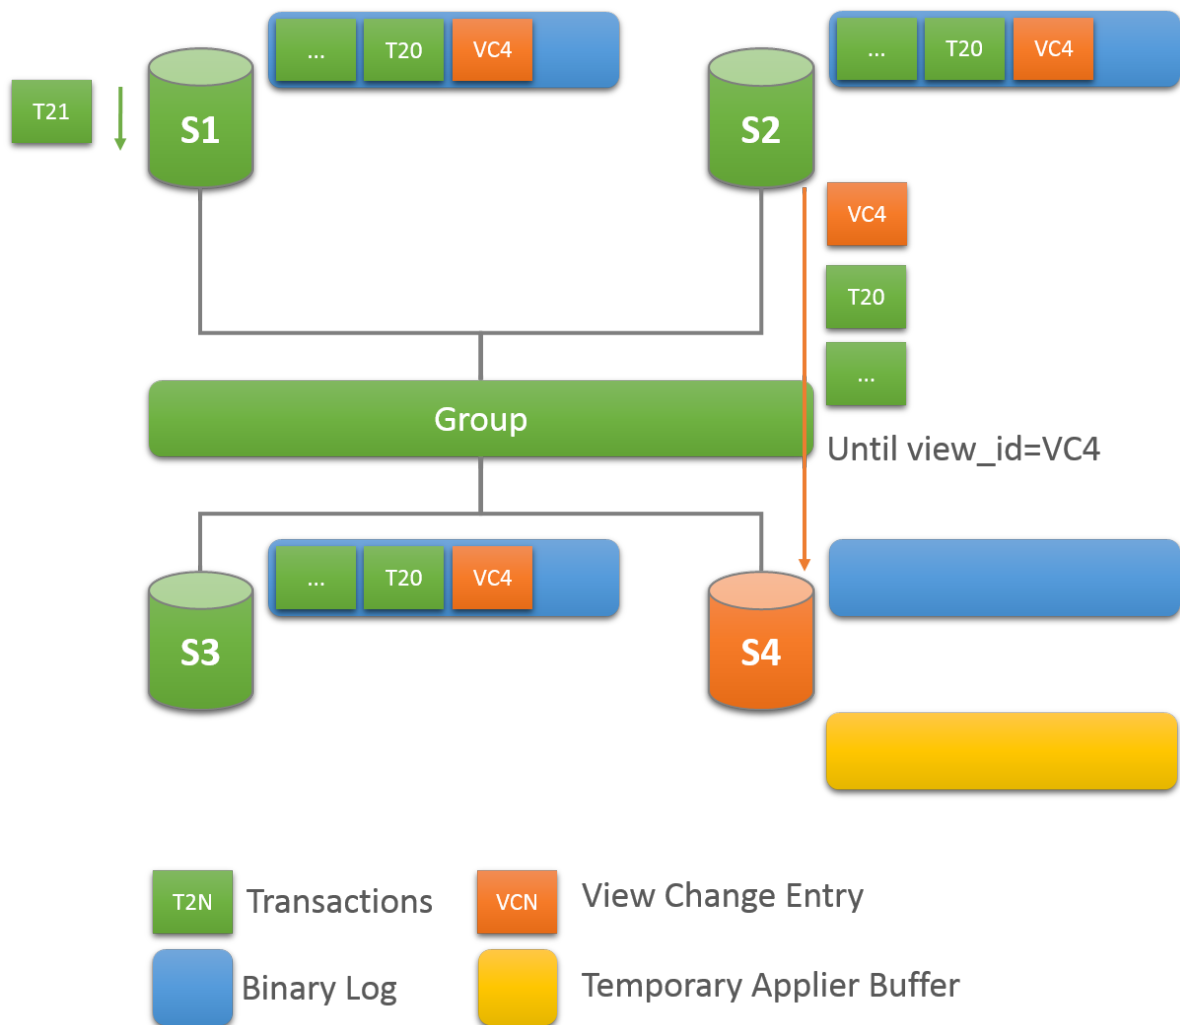 ... T20 VC4
... T20 VC4
T21
S1
S2
VC4
T20
...
Group
Until view_id=VC4
... T20 VC4
S3
S4
T2N Transactions
VCN View Change Entry
Binary Log
Temporary Applier Buffer